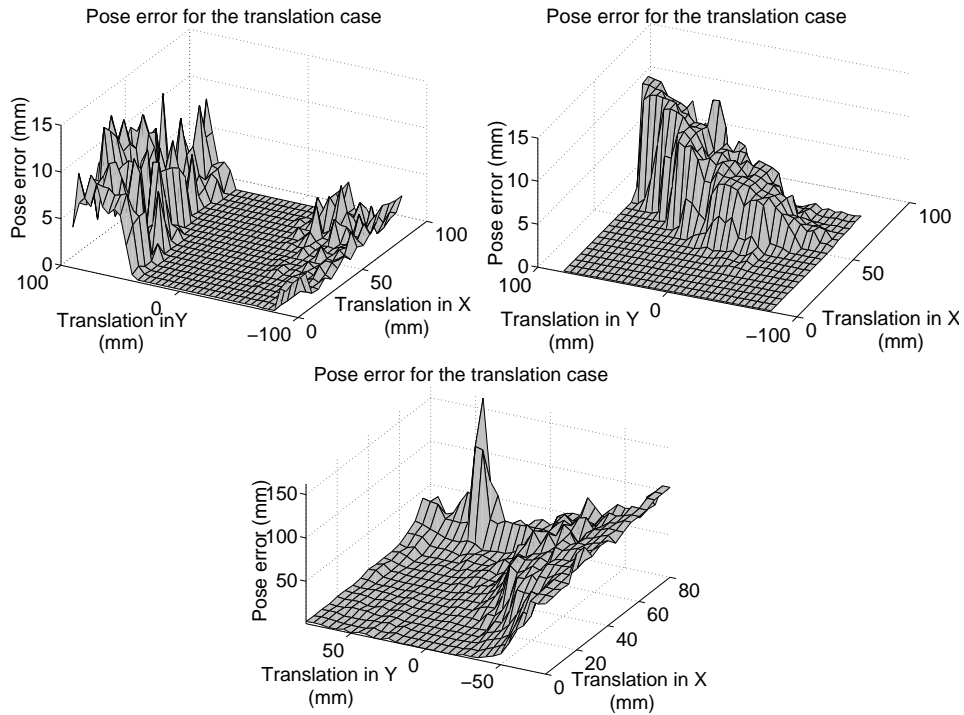 Pose error for the translation case
15
10
5
0
Pose error (mm)
100
0
−100
Translation inY
(mm)
0
50
100
Translation in X
(mm)
Pose error for the translation case
15
10
5
0
Pose error (mm)
100
0
−100
Translation in Y
(mm)
0
50
100
Translation in X
(mm)
Pose error for the translation case
150
100
50
Pose error (mm)
50
0
−50
Translation in Y
(mm)
0
20
40
60
80
Translation in X
(mm)